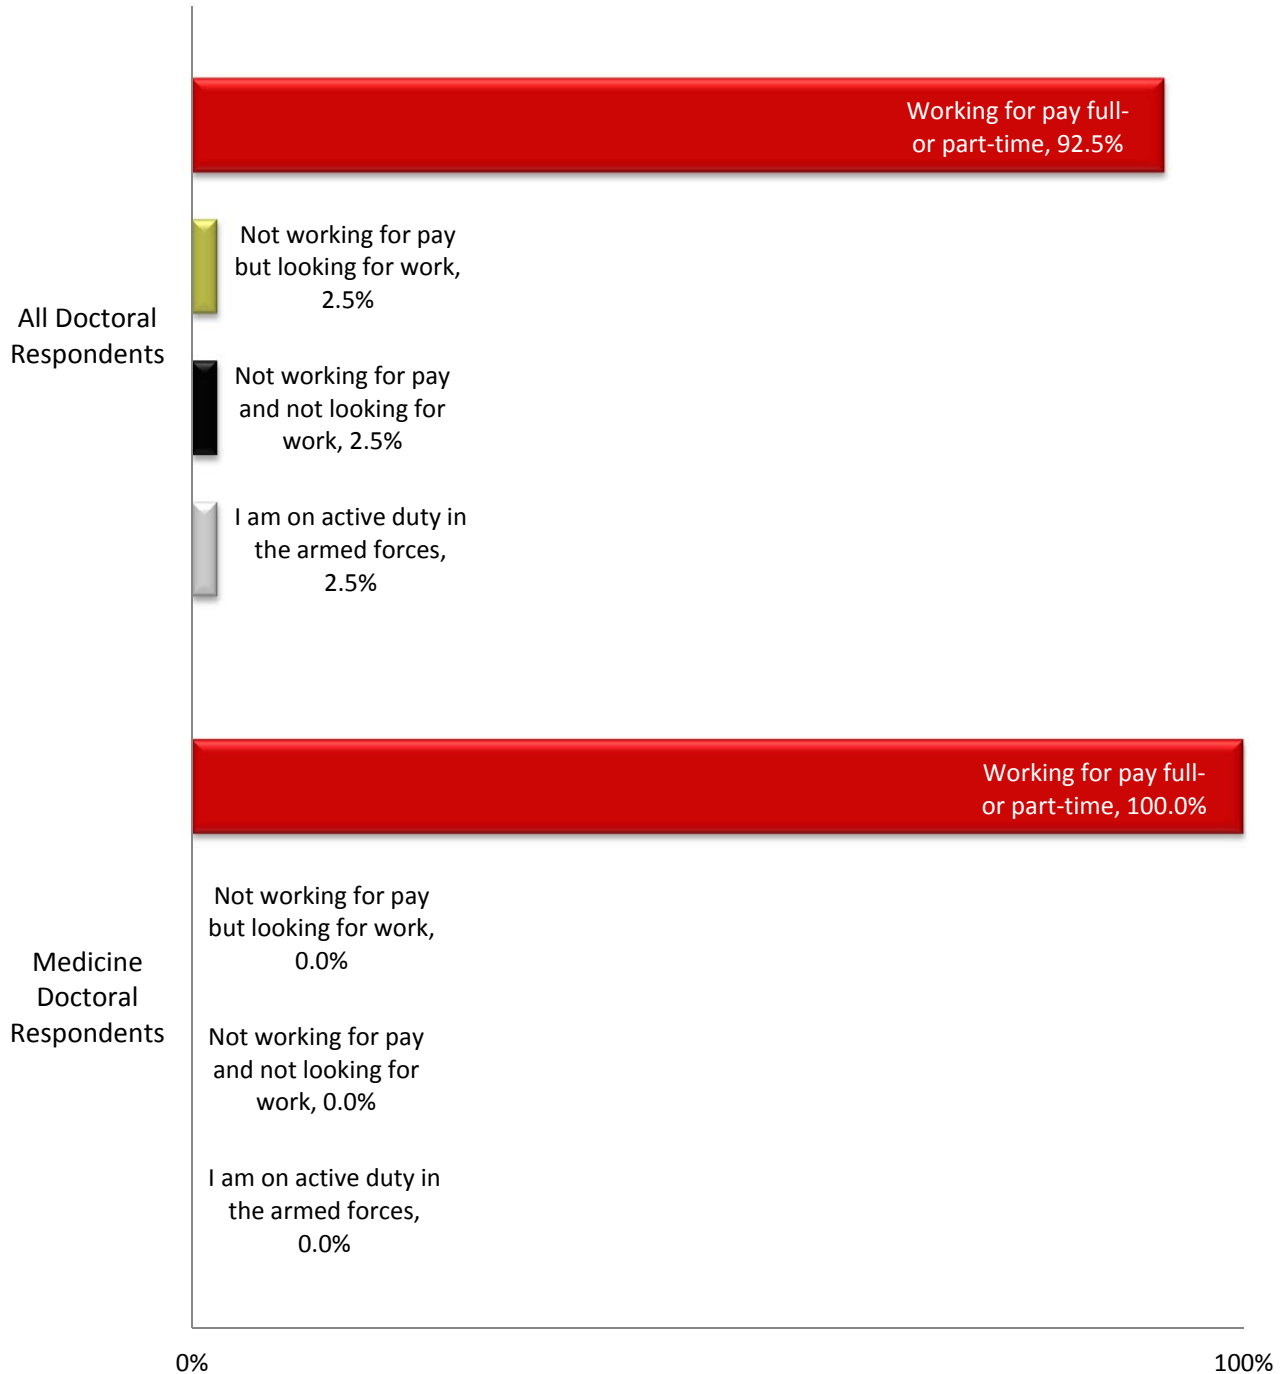 Working for pay full-
or part-time, 92.5%
Not working for pay
but looking for work,
2.5%
All Doctoral
Respondents
Not working for pay
and not looking for
work, 2.5%
I am on active duty in
the armed forces,
2.5%
Working for pay full-
or part-time, 100.0%
Not working for pay
but looking for work,
0.0%
Medicine
Doctoral
Respondents
Not working for pay
and not looking for
work, 0.0%
I am on active duty in
the armed forces,
0.0%
0%
100%